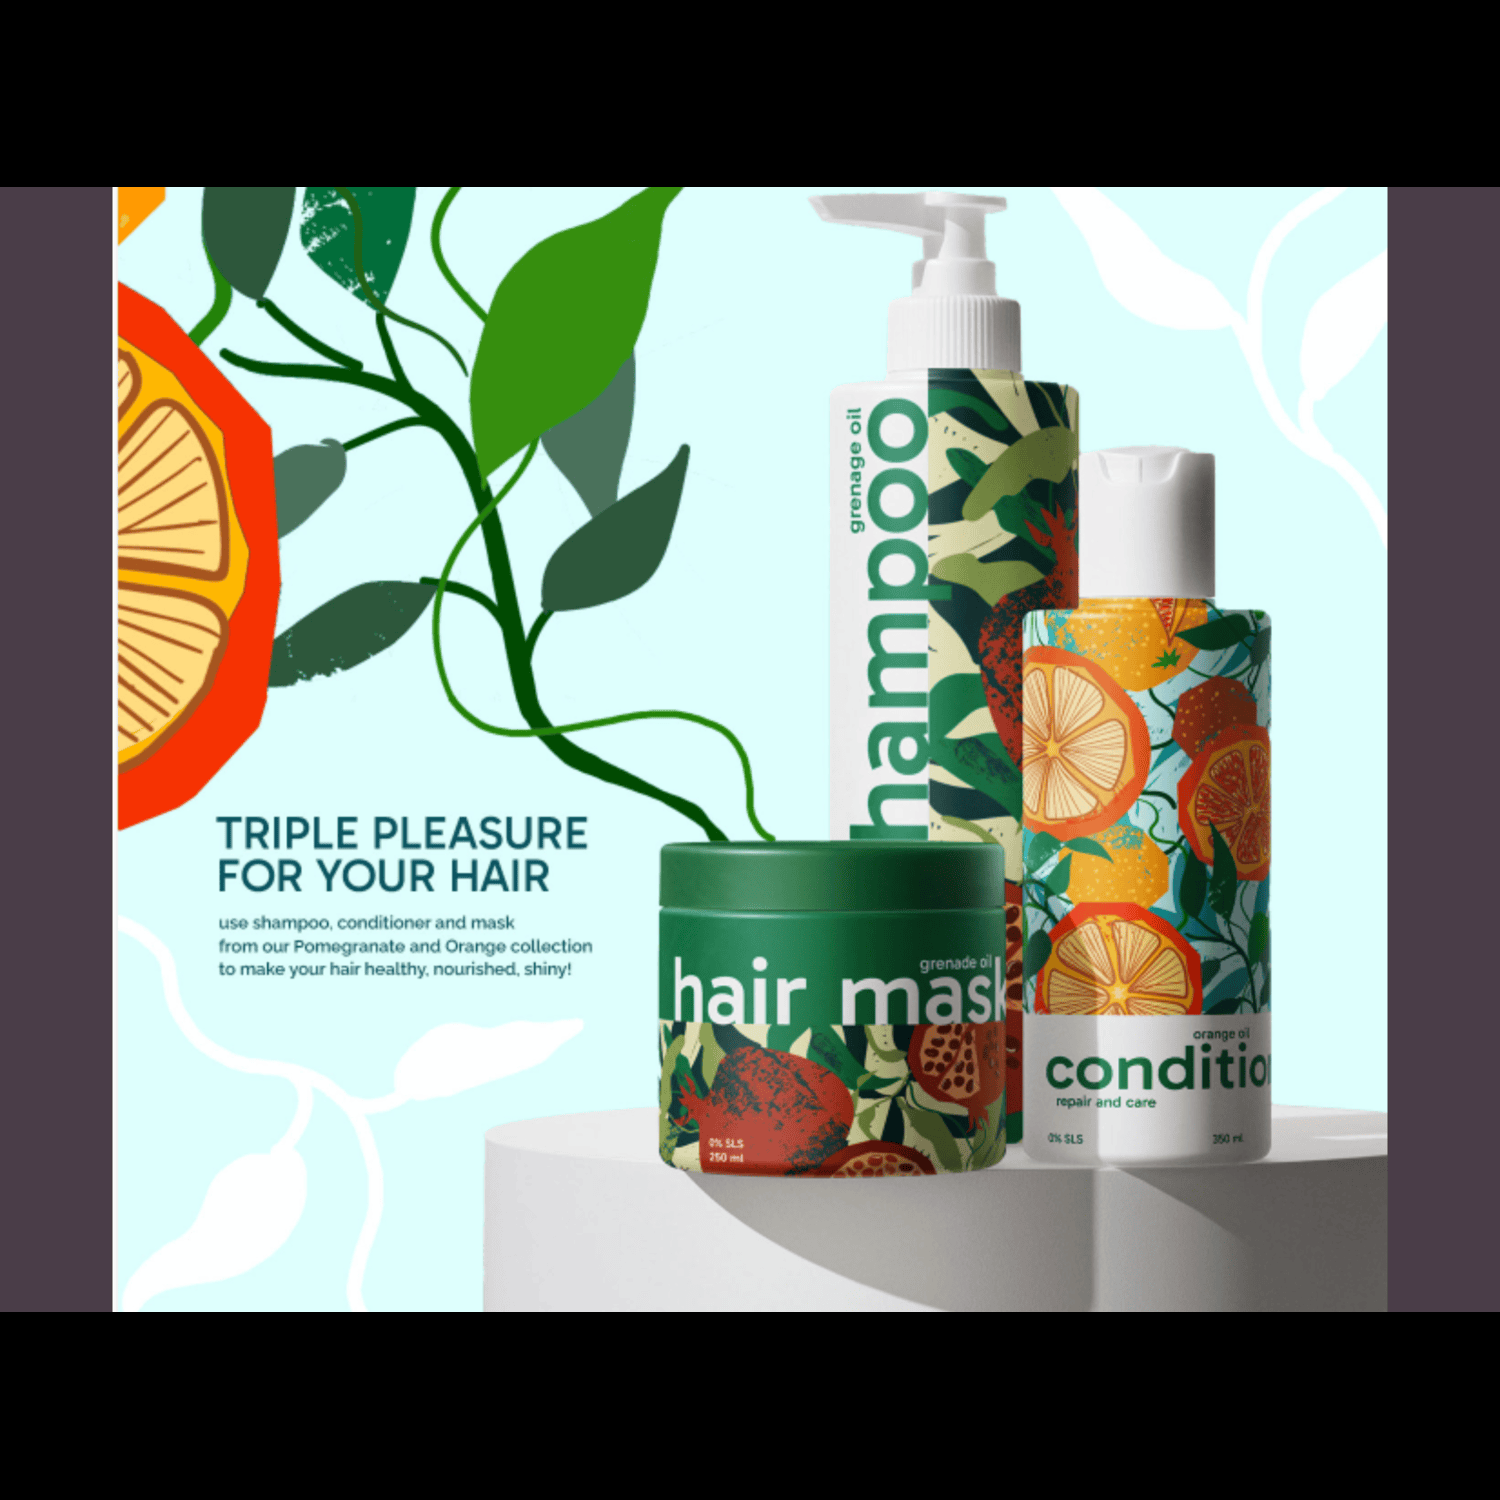 TRIPLE PLEASURE
FOR YOUR HAIR
use shampoo, conditioner and mask
from our Pomegranate and Orange collection
to make your hair healthy, nourished, shiny!
grenage oil
hampoo
grenade oil
hair mask
0% SLS
250 ml
orange oil
conditio
repair and care
0% SLS
350 ml